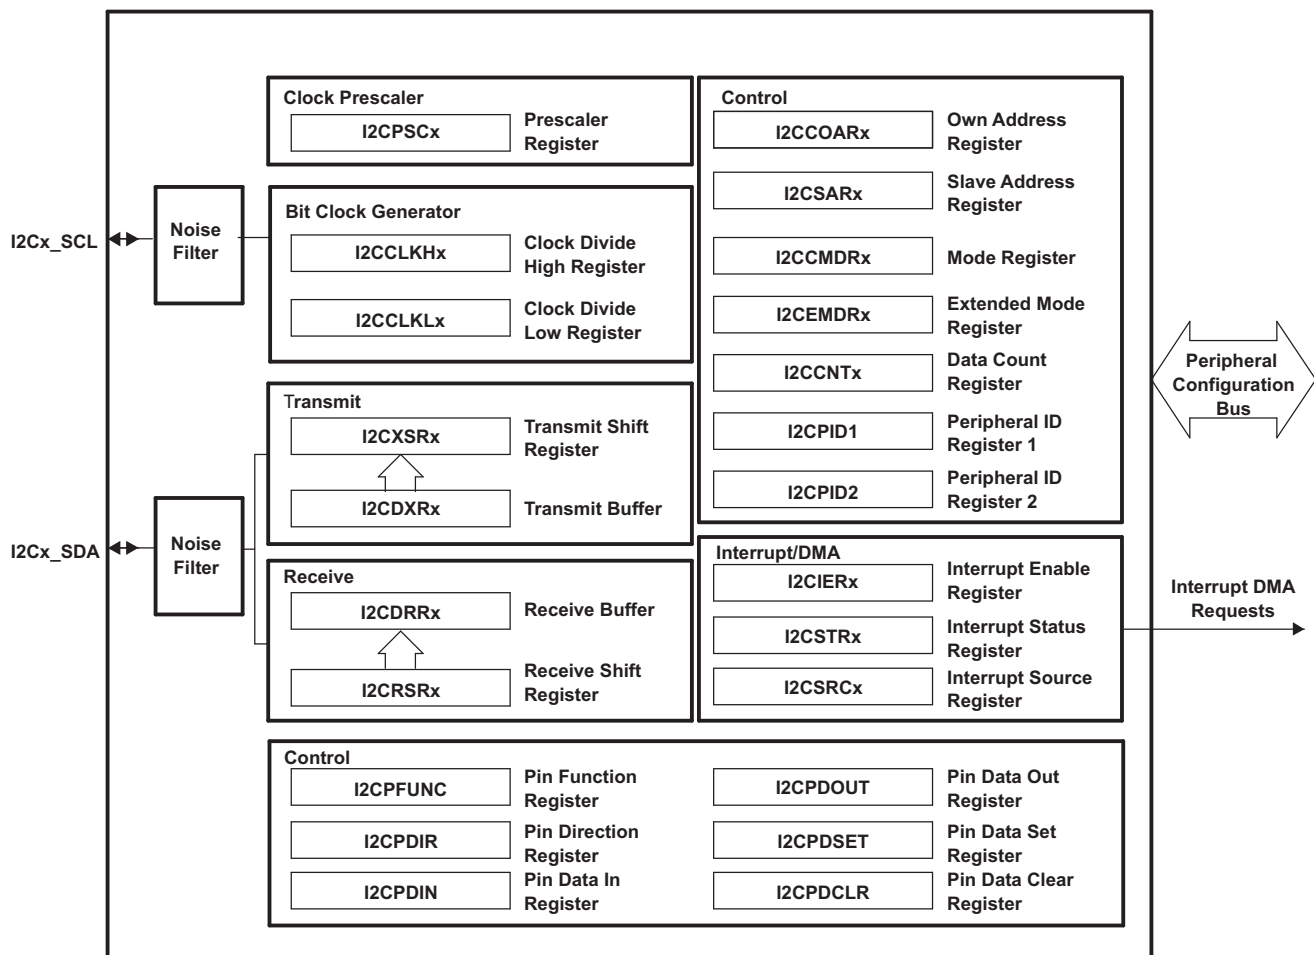 Clock Prescaler
I2CPSCx
Prescaler
Register
Control
I2CCOARx
Own Address
Register
I2CSARx
Slave Address
Register
I2CCMDRx
Mode Register
I2CEMDRx
Extended Mode
Register
I2CCNTx
Data Count
Register
I2CPID1
Peripheral ID
Register 1
I2CPID2
Peripheral ID
Register 2
I2Cx_SCL
Noise
Filter
Bit Clock Generator
I2CCLKHx
Clock Divide
High Register
I2CCLKLx
Clock Divide
Low Register
Peripheral
Configuration
Bus
Transmit
I2CXSRx
Transmit Shift
Register
I2CDXRx
Transmit Buffer
I2Cx_SDA
Noise
Filter
Receive
I2CDRRx
Receive Buffer
I2CRSRx
Receive Shift
Register
Interrupt/DMA
I2CIERx
Interrupt Enable
Register
I2CSTRx
Interrupt Status
Register
I2CSRCx
Interrupt Source
Register
Interrupt DMA
Requests
Control
I2CPFUNC
Pin Function
Register
I2CPDIR
Pin Direction
Register
I2CPDIN
Pin Data In
Register
I2CPDOUT
Pin Data Out
Register
I2CPDSET
Pin Data Set
Register
I2CPDCLR
Pin Data Clear
Register